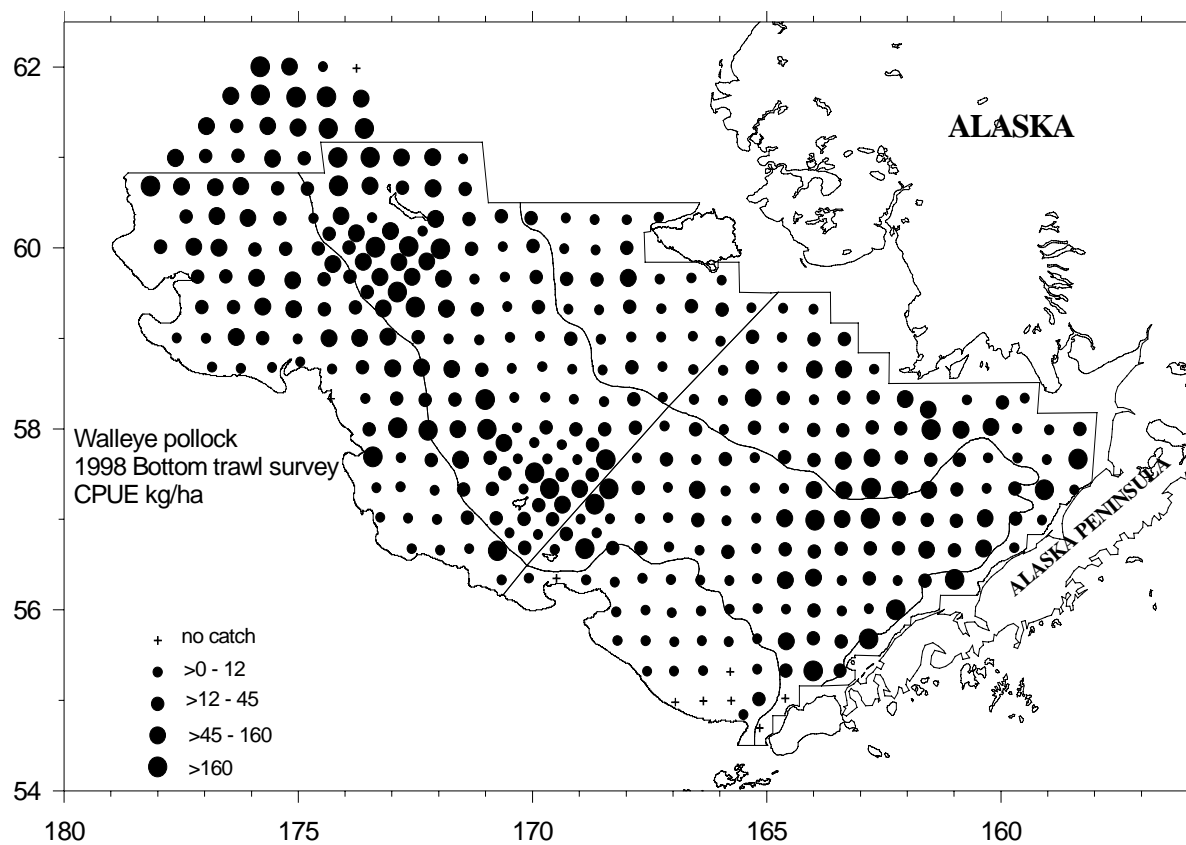 62
60
58
56
54
180
175
170
165
160
ALASKA
ALASKA PENINSULA
Walleye pollock
1998 Bottom trawl survey
CPUE kg/ha
+ no catch
>0 - 12
>12 - 45
>45 - 160
>160